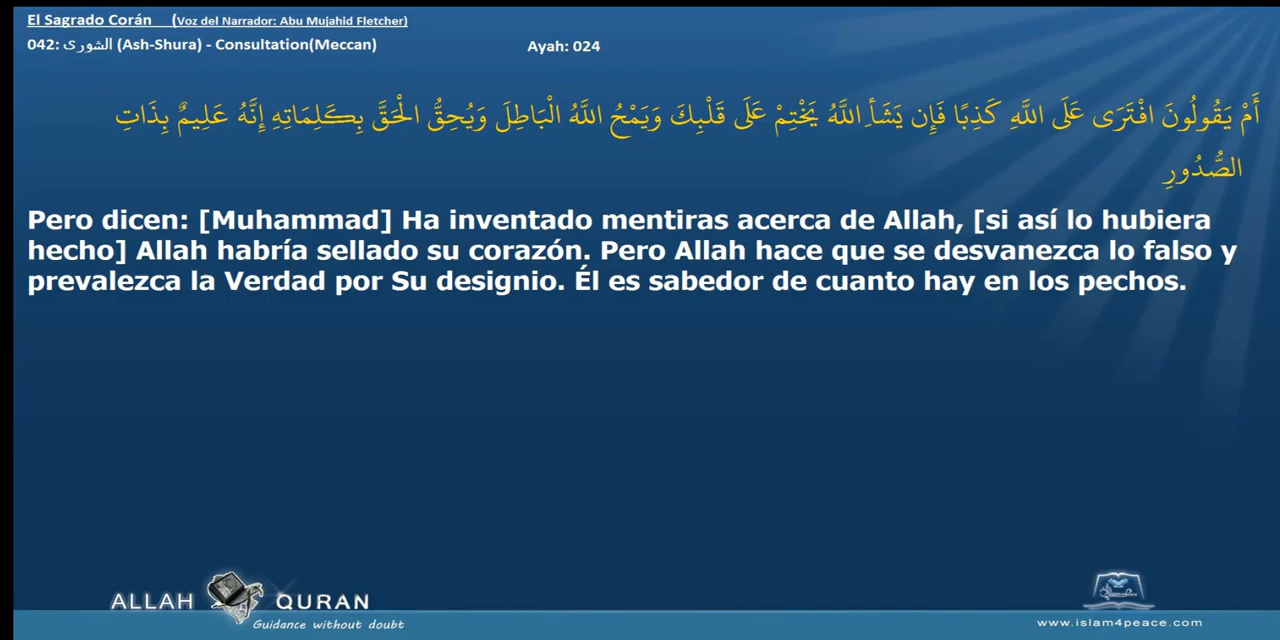 El Sagrado Corán (Voz del Narrador: Abu Mujahid Fletcher)
042: الشورى (Ash-Shura) - Consultation(Meccan) Ayah: 024
أَمْ يَقُولُونَ افْتَرَى عَلَى اللَّهِ كَذِبًا فَإِن يَشَأِ اللَّهُ يَخْتِمْ عَلَى قَلْبِكَ وَيَمْحُ اللَّهُ الْبَاطِلَ وَيُحِقُّ الْحَقَّ بِكَلِمَاتِهِ إِنَّهُ عَلِيمٌ بِذَاتِ
الصُّدُورِ
Pero dicen: [Muhammad] Ha inventado mentiras acerca de Allah, [si así lo hubiera
hecho] Allah habría sellado su corazón. Pero Allah hace que se desvanezca lo falso y
prevalezca la Verdad por Su designio. Él es sabedor de cuanto hay en los pechos.
ALLAH QURAN
Guidance without doubt
www.islam4peace.com